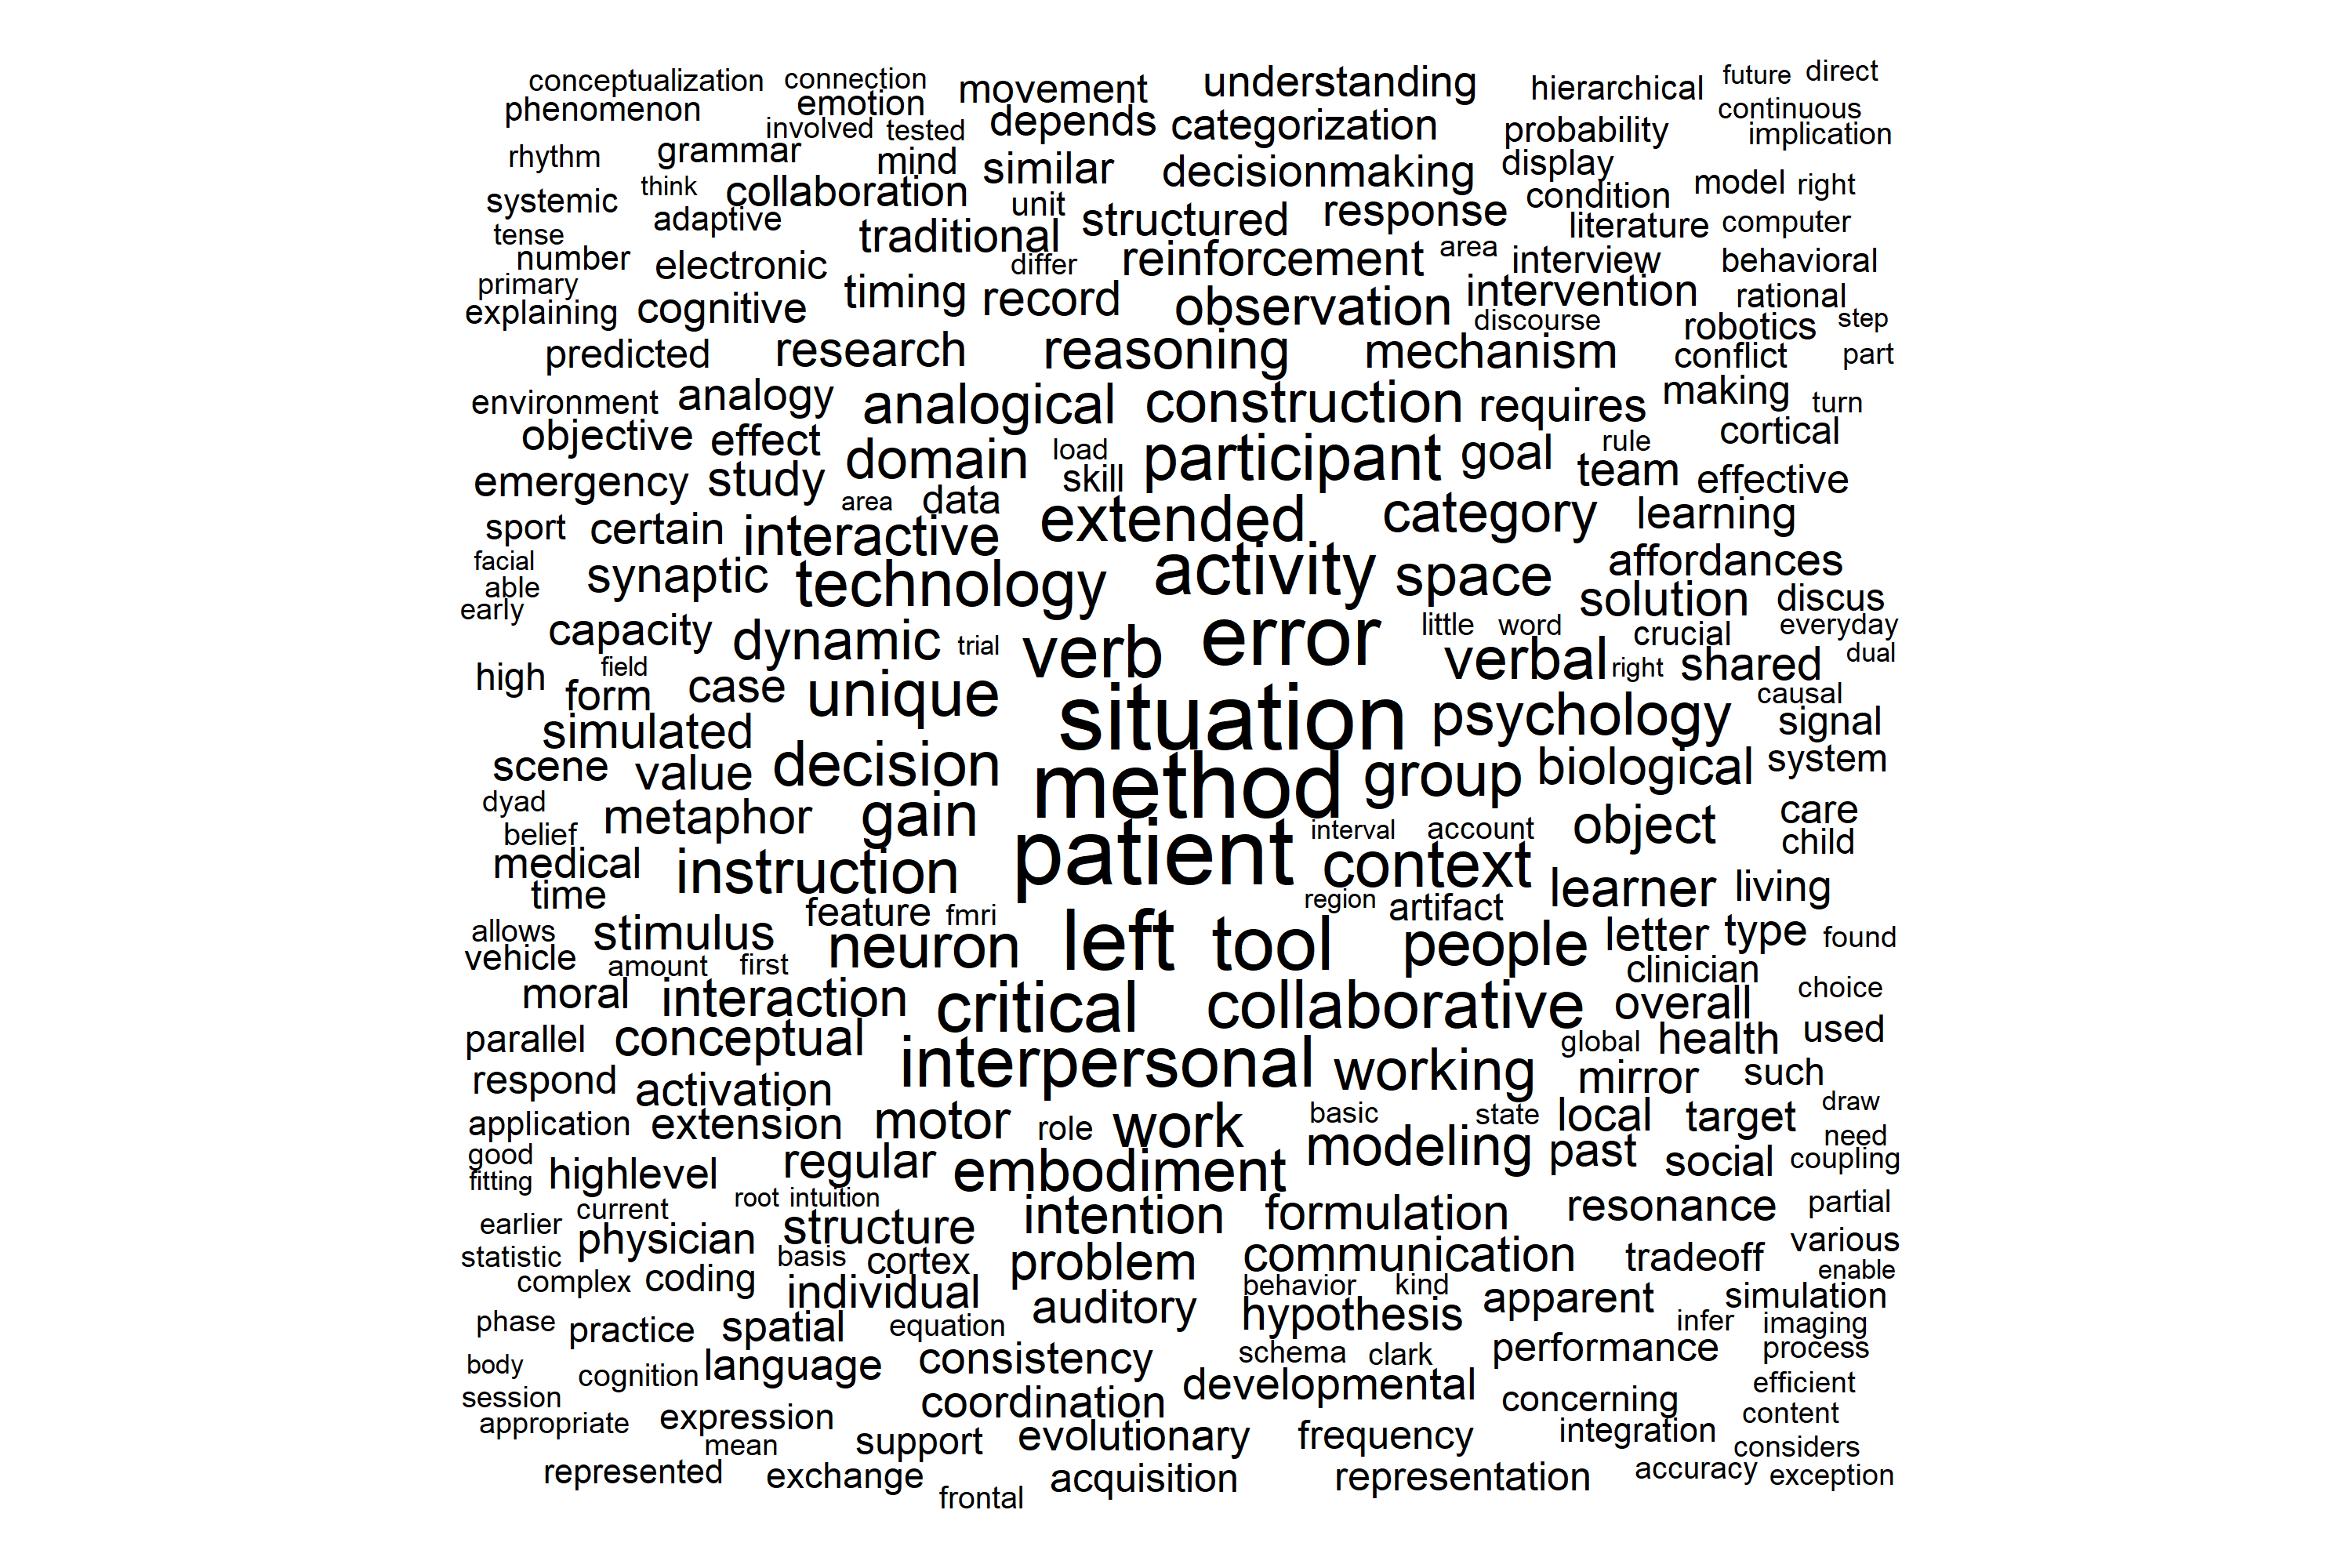 conceptualization connection movement understanding hierarchical future direct
phenomenon emotion depends categorization probability continuous implication
involved tested
rhythm grammar mind similar decisionmaking display
systemic think collaboration unit structured response condition model right
tense adaptive traditional literature computer
number electronic differ reinforcement area interview behavioral
primary explaining cognitive timing record observation intervention rational
discourse robotics step
predicted research reasoning mechanism conflict part
environment analogy analogical construction requires making turn
objective effect domain load participant goal rule cortical
emergency study skill team effective
area data
sport certain interactive extended category learning
facial able synaptic technology activity space affordances
early solution discus
capacity dynamic trial verb error little word crucial everyday
high field verbal right shared dual
form case unique causal
simulated situation psychology signal
scene value decision method group biological system
dyad metaphor gain object care
belief interval account child
medical instruction patient context learner living
time feature fmri region artifact
allows stimulus neuron left tool people letter type found
vehicle amount first clinician
moral interaction critical collaborative overall choice
parallel conceptual interpersonal global health used
respond activation working mirror such
application extension motor role work basic state local target draw
good need
fitting highlevel regular embodiment modeling past social coupling
root intuition
current intention formulation resonance partial
earlier physician structure
statistic basis cortex problem communication tradeoff various
complex coding individual behavior kind enable
auditory hypothesis apparent simulation
phase practice spatial equation infer imaging
body cognition language consistency schema clark performance process
session coordination developmental concerning efficient
appropriate expression content
mean support evolutionary frequency integration considers
represented exchange acquisition representation accuracy exception
frontal